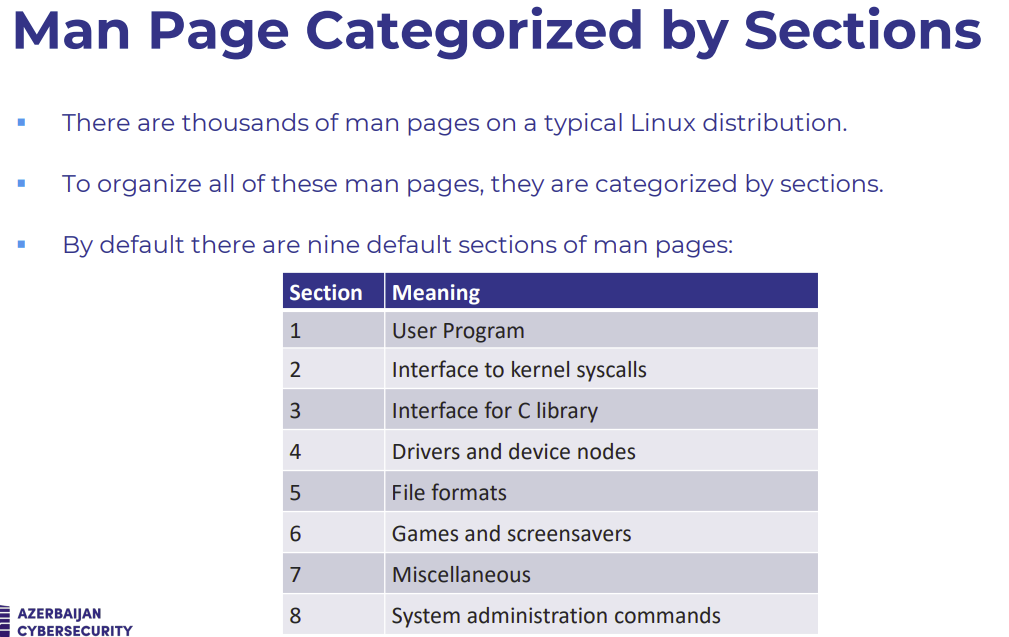 Man Page Categorized by Sections
There are thousands of man pages on a typical Linux distribution.
To organize all of these man pages, they are categorized by sections.
By default there are nine default sections of man pages:
Section Meaning
1 User Program
2 Interface to kernel syscalls
3 Interface for C library
4 Drivers and device nodes
5 File formats
6 Games and screensavers
7 Miscellaneous
8 System administration commands
AZERBAIJAN
CYBERSECURITY